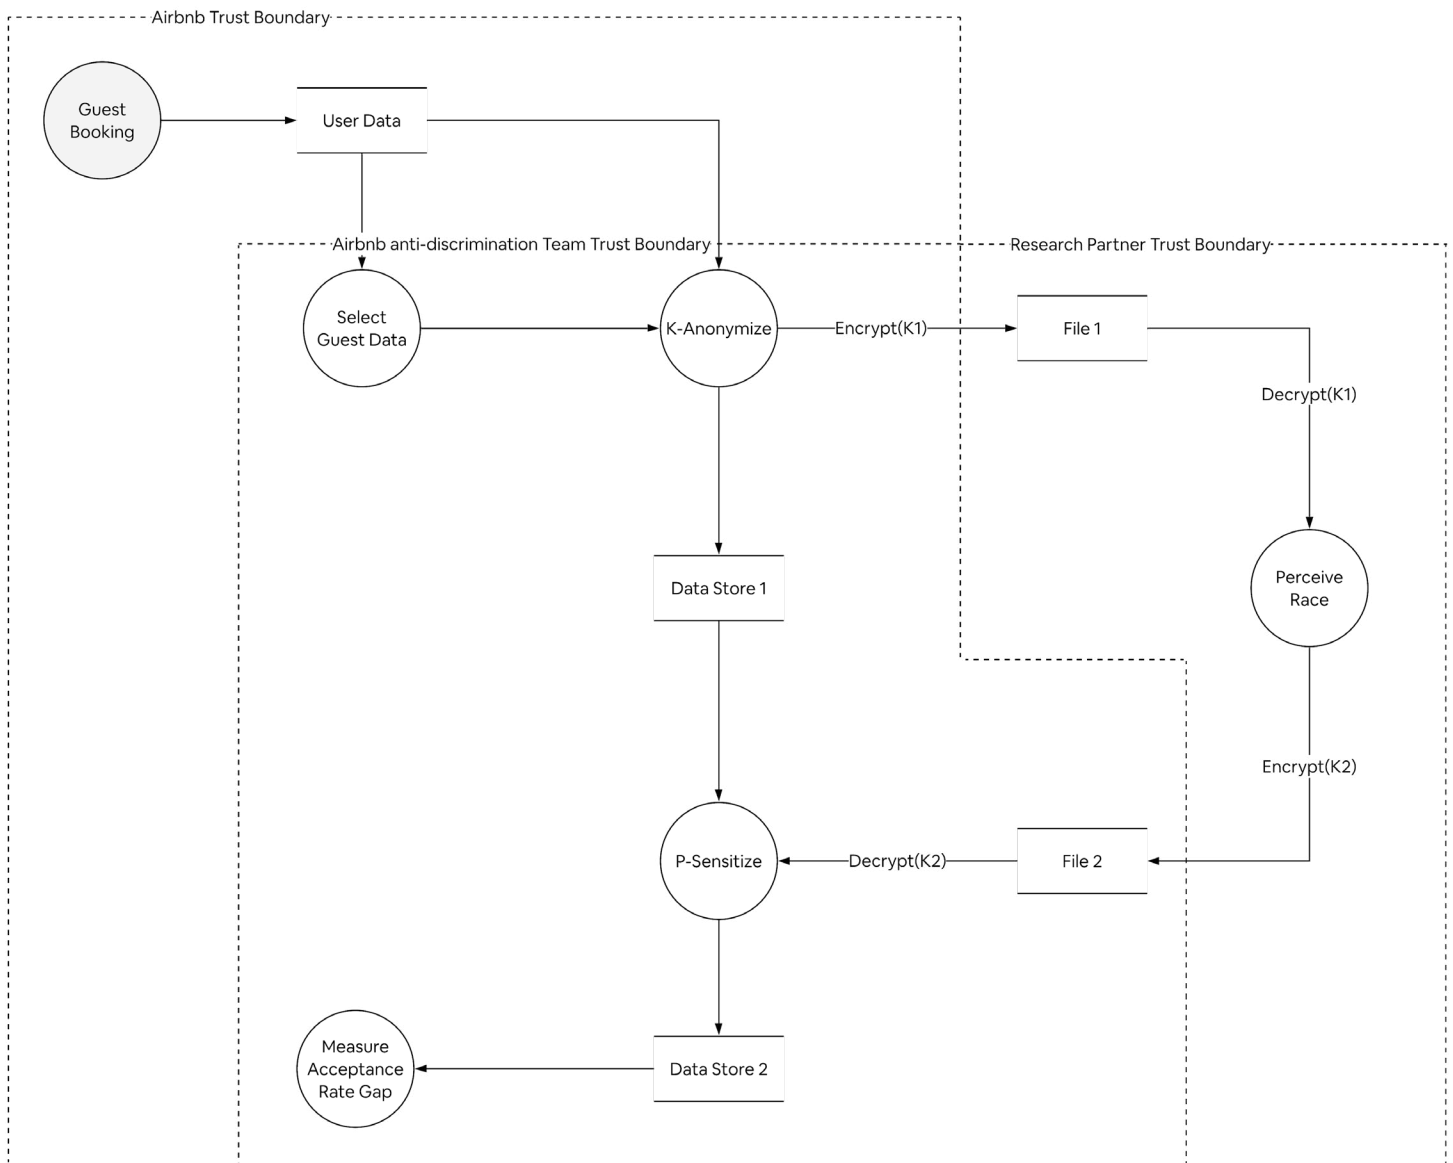 Airbnb Trust Boundary
Guest
Booking
User Data
Airbnb anti-discrimination Team Trust Boundary
Research Partner Trust Boundary
Select
Guest Data
K-Anonymize
Encrypt(K1)
File 1
Decrypt(K1)
Data Store 1
Perceive
Race
Encrypt(K2)
P-Sensitize
Decrypt(K2)
File 2
Measure
Acceptance
Rate Gap
Data Store 2